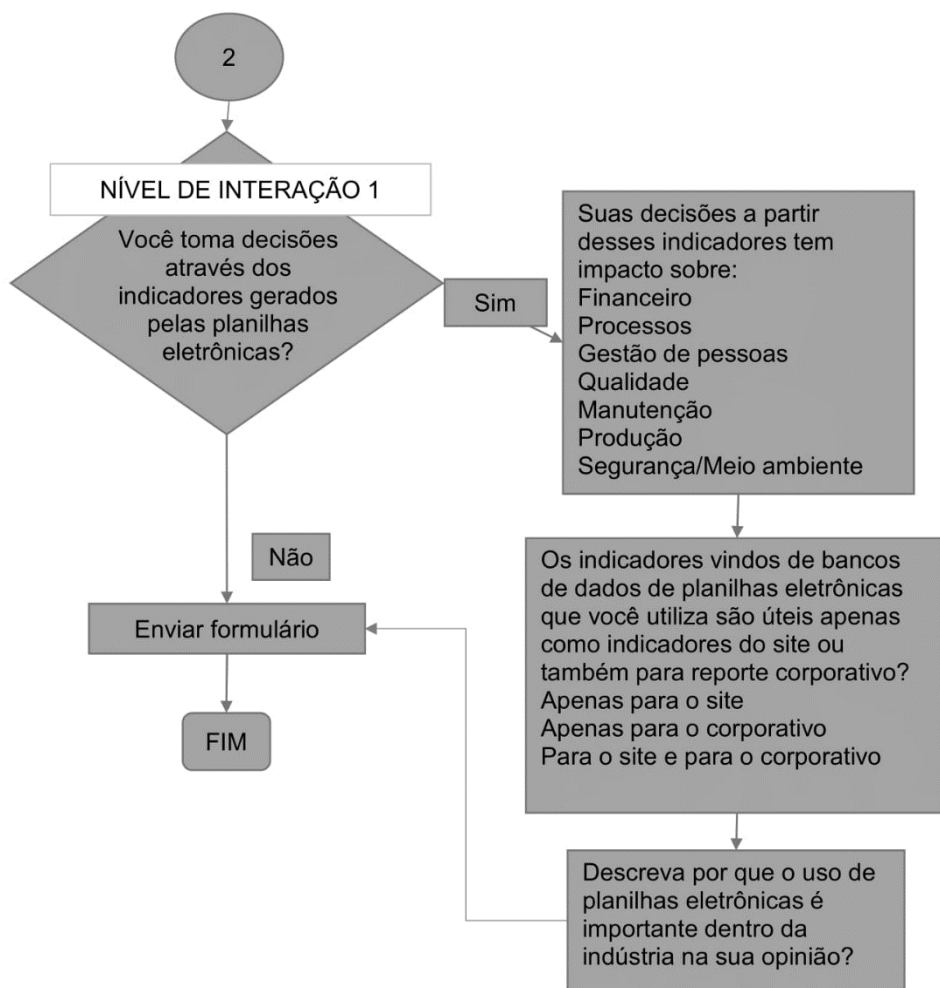 2
NÍVEL DE INTERAÇÃO 1
Você toma decisões
através dos
indicadores gerados
pelas planilhas
eletrônicas?
Sim
Suas decisões a partir
desses indicadores tem
impacto sobre:
Financeiro
Processos
Gestão de pessoas
Qualidade
Manutenção
Produção
Segurança/Meio ambiente
Os indicadores vindos de bancos
de dados de planilhas eletrônicas
que você utiliza são úteis apenas
como indicadores do site ou
também para reporte corporativo?
Apenas para o site
Apenas para o corporativo
Para o site e para o corporativo
Descreva por que o uso de
planilhas eletrônicas é
importante dentro da
indústria na sua opinião?
Não
Enviar formulário
FIM